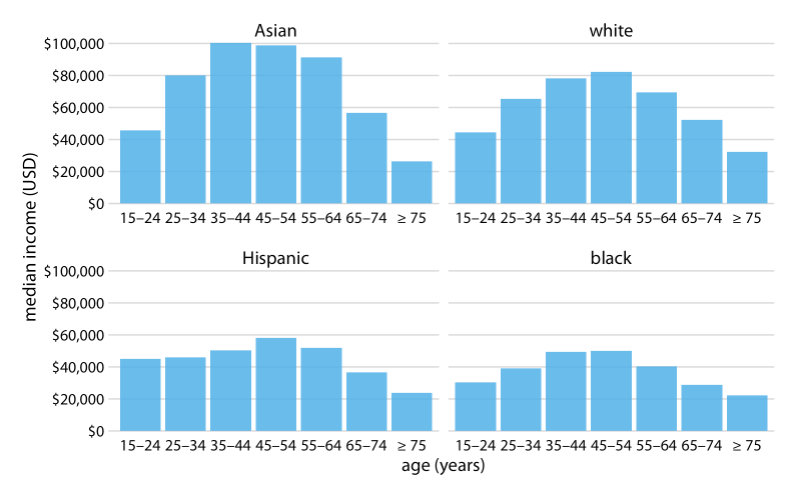 Asian
white
$100,000
$80,000
$60,000
$40,000
$20,000
$0
15–24 25–34 35–44 45–54 55–64 65–74 ≥ 75
15–24 25–34 35–44 45–54 55–64 65–74 ≥ 75
median income (USD)
Hispanic
black
$100,000
$80,000
$60,000
$40,000
$20,000
$0
15–24 25–34 35–44 45–54 55–64 65–74 ≥ 75
15–24 25–34 35–44 45–54 55–64 65–74 ≥ 75
age (years)